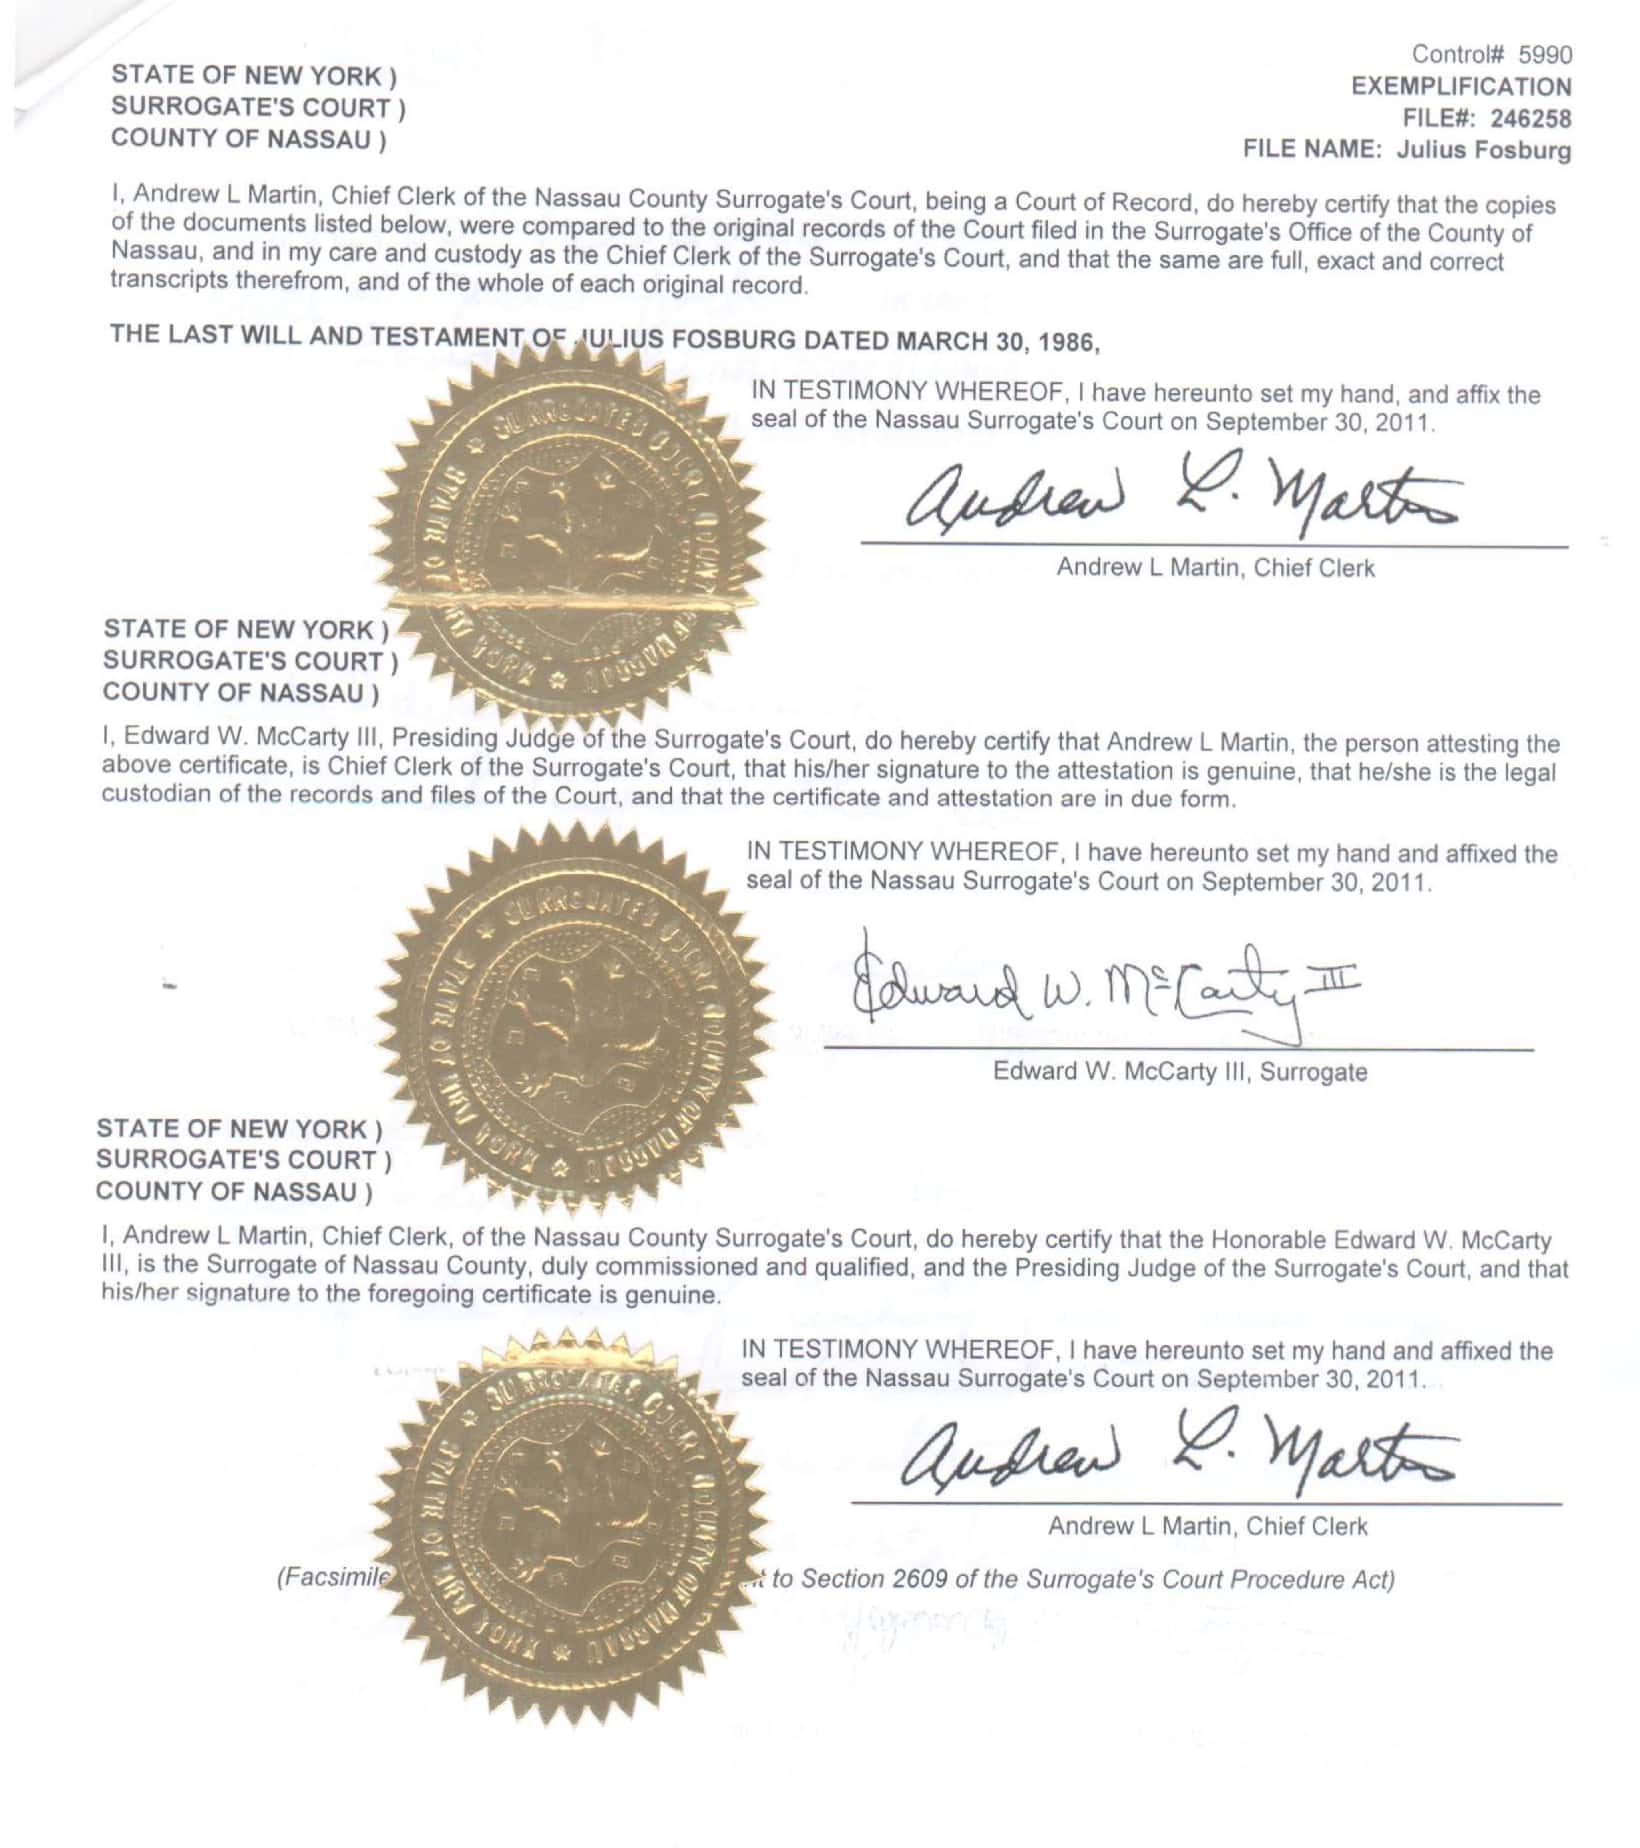 Control# 5990
EXEMPLIFICATION
FILE#: 246258
FILE NAME: Julius Fosburg
STATE OF NEW YORK )
SURROGATE'S COURT )
COUNTY OF NASSAU )
I, Andrew L Martin, Chief Clerk of the Nassau County Surrogate's Court, being a Court of Record, do hereby certify that the copies
of the documents listed below, were compared to the original records of the Court filed in the Surrogate's Office of the County of
Nassau, and in my care and custody as the Chief Clerk of the Surrogate's Court, and that the same are full, exact and correct
transcripts therefrom, and of the whole of each original record.
THE LAST WILL AND TESTAMENT OF JULIUS FOSBURG DATED MARCH 30, 1986,
IN TESTIMONY WHEREOF, I have hereunto set my hand, and affix the
seal of the Nassau Surrogate's Court on September 30, 2011.
SURROGATE'S COURT COUNTY OF NASSAU
STATE OF NEW YORK
Andrew L. Martin
Andrew L Martin, Chief Clerk
STATE OF NEW YORK )
SURROGATE'S COURT )
COUNTY OF NASSAU )
I, Edward W. McCarty III, Presiding Judge of the Surrogate's Court, do hereby certify that Andrew L Martin, the person attesting the
above certificate, is Chief Clerk of the Surrogate's Court, that his/her signature to the attestation is genuine, that he/she is the legal
custodian of the records and files of the Court, and that the certificate and attestation are in due form.
IN TESTIMONY WHEREOF, I have hereunto set my hand and affixed the
seal of the Nassau Surrogate's Court on September 30, 2011.
SURROGATE'S COURT COUNTY OF NASSAU
STATE OF NEW YORK
Edward W. McCarty III
Edward W. McCarty III, Surrogate
STATE OF NEW YORK )
SURROGATE'S COURT )
COUNTY OF NASSAU )
I, Andrew L Martin, Chief Clerk, of the Nassau County Surrogate's Court, do hereby certify that the Honorable Edward W. McCarty
III, is the Surrogate of Nassau County, duly commissioned and qualified, and the Presiding Judge of the Surrogate's Court, and that
his/her signature to the foregoing certificate is genuine.
IN TESTIMONY WHEREOF, I have hereunto set my hand and affixed the
seal of the Nassau Surrogate's Court on September 30, 2011.
SURROGATE'S COURT COUNTY OF NASSAU
STATE OF NEW YORK
Andrew L. Martin
Andrew L Martin, Chief Clerk
(Facsimile to Section 2609 of the Surrogate's Court Procedure Act)